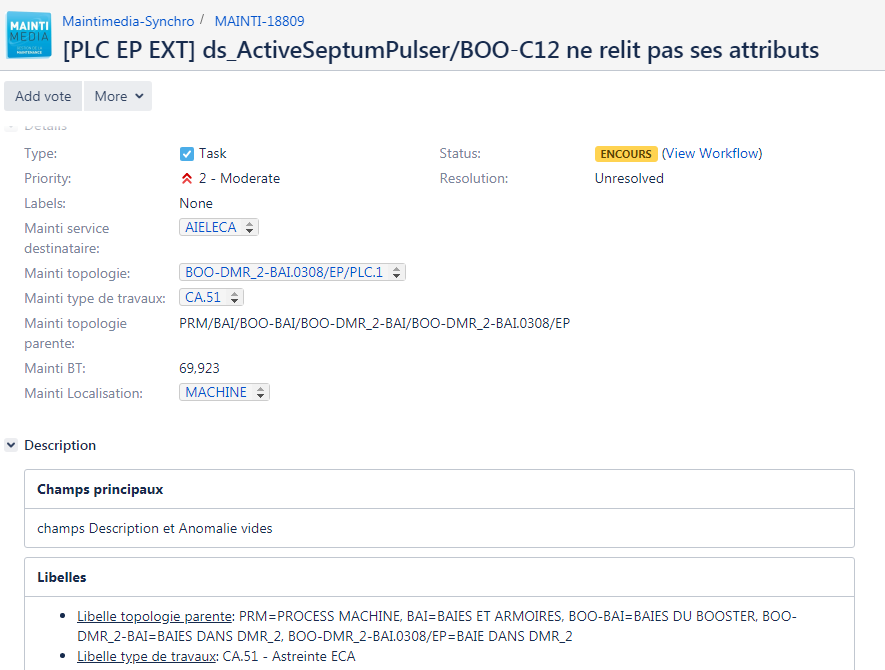 MAINTI
MEDIA
Maintimedia-Synchro / MAINTI-18809
[PLC EP EXT] ds_ActiveSeptumPulser/BOO-C12 ne relit pas ses attributs
Add vote More
Details
Type: Task Status: ENCOURS (View Workflow)
Priority: 2 - Moderate Resolution: Unresolved
Labels: None
Mainti service AIELECA
destinataire:
Mainti topologie: BOO-DMR_2-BAI.0308/EP/PLC.1
Mainti type de travaux: CA.51
Mainti topologie PRM/BAI/BOO-BAI/BOO-DMR_2-BAI/BOO-DMR_2-BAI.0308/EP
parente:
Mainti BT: 69,923
Mainti Localisation: MACHINE
Description
Champs principaux
champs Description et Anomalie vides
Libelles
• Libelle topologie parente: PRM=PROCESS MACHINE, BAI=BAIES ET ARMOIRES, BOO-BAI=BAIES DU BOOSTER, BOO-
DMR_2-BAI=BAIES DANS DMR_2, BOO-DMR_2-BAI.0308/EP=BAIE DANS DMR_2
• Libelle type de travaux: CA.51 - Astreinte ECA